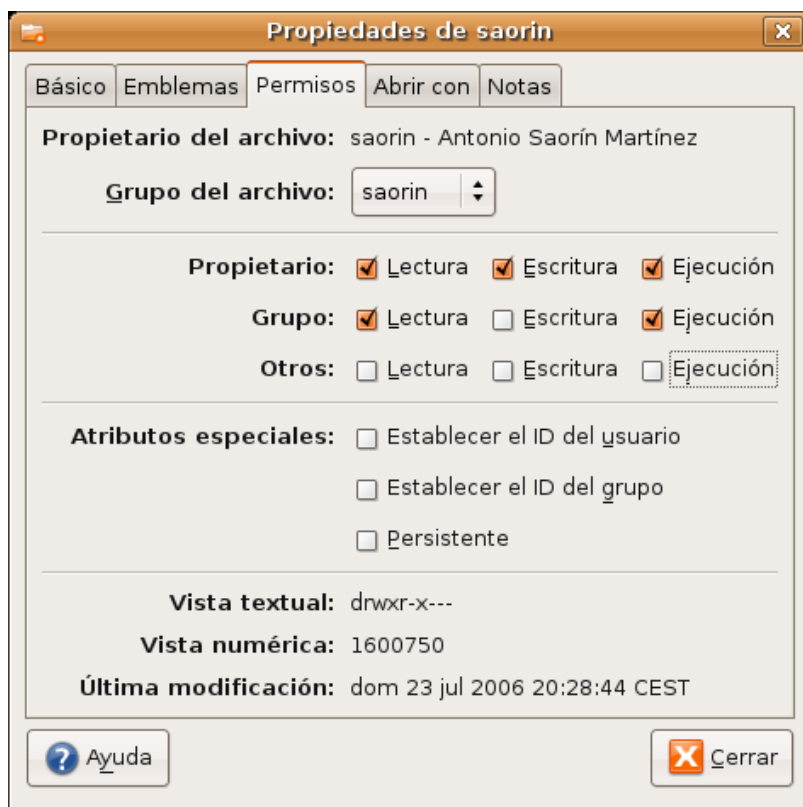 Propiedades de saorin
Básico Emblemas Permisos Abrir con Notas
Propietario del archivo: saorin - Antonio Saorín Martínez
Grupo del archivo: saorin
Propietario: Lectura Escritura Ejecución
Grupo: Lectura Escritura Ejecución
Otros: Lectura Escritura Ejecución
Atributos especiales: Establecer el ID del usuario
Establecer el ID del grupo
Persistente
Vista textual: drwxr-x---
Vista numérica: 1600750
Última modificación: dom 23 jul 2006 20:28:44 CEST
Ayuda Cerrar